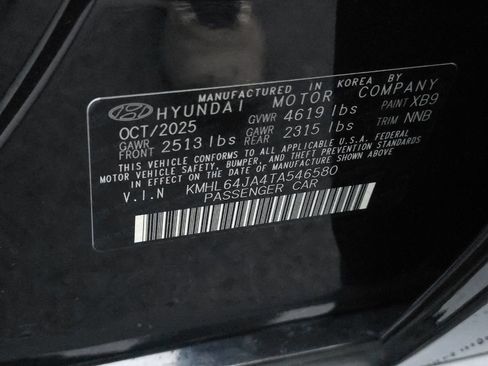 MANUFACTURED IN KOREA BY
HYUNDAI MOTOR COMPANY
OCT/2025 GVWR 4619 lbs PAINT XB9
GAWR FRONT 2513 lbs GAWR REAR 2315 lbs TRIM NNB
THIS VEHICLE CONFORMS TO ALL APPLICABLE U.S.A. FEDERAL
MOTOR VEHICLE SAFETY, BUMPER, AND THEFT PREVENTION STANDARDS
IN EFFECT ON THE DATE OF MANUFACTURE SHOWN ABOVE.
V.I.N KMHL64JA4TA546580
PASSENGER CAR